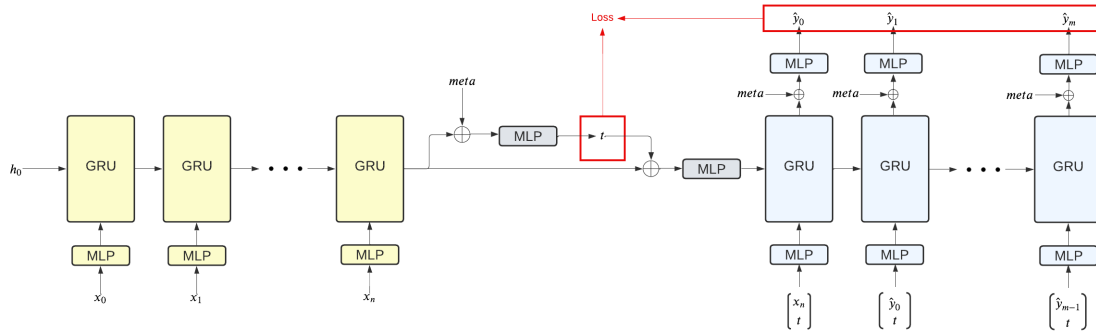 Loss
ŷ₀ ŷ₁ ŷₘ
MLP MLP MLP
meta
meta meta meta
MLP t
GRU GRU • • • GRU GRU GRU • • • GRU
h₀
MLP
MLP MLP MLP MLP MLP MLP
x₀ x₁ xₙ
xₙ ŷ₀ ŷₘ₋₁
t t t